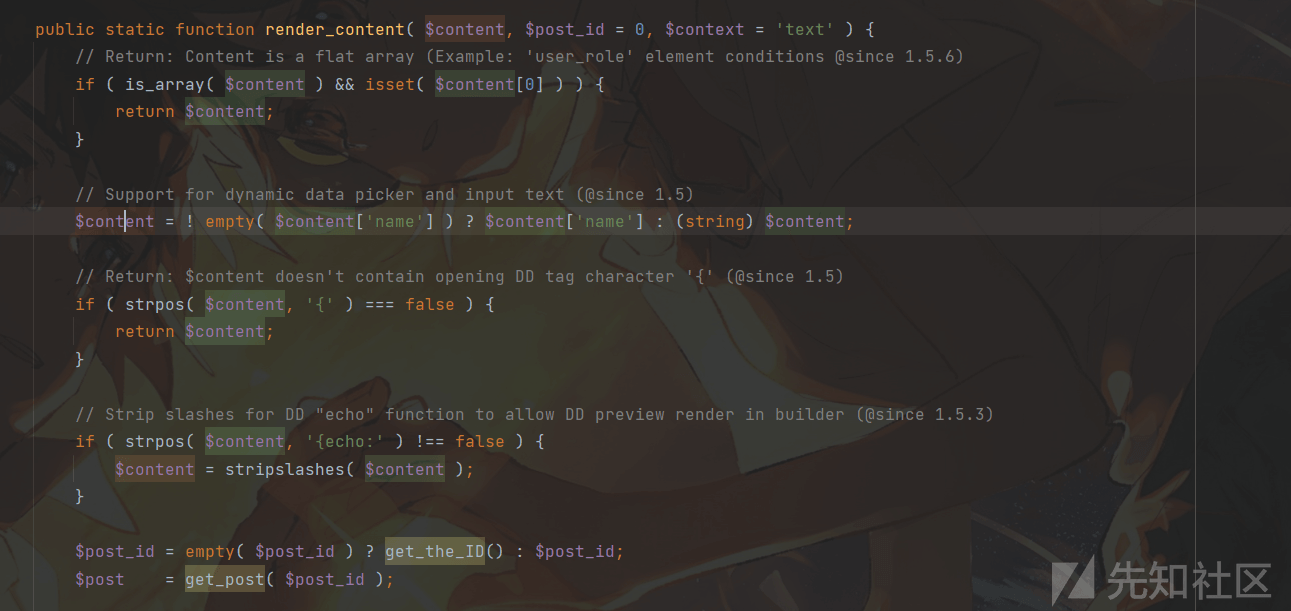 public static function render_content( $content, $post_id = 0, $context = 'text' ) {
// Return: Content is a flat array (Example: 'user_role' element conditions @since 1.5.6)
if ( is_array( $content ) && isset( $content[0] ) ) {
return $content;
}
// Support for dynamic data picker and input text (@since 1.5)
$content = ! empty( $content['name'] ) ? $content['name'] : (string) $content;
// Return: $content doesn't contain opening DD tag character '{' (@since 1.5)
if ( strpos( $content, '{' ) === false ) {
return $content;
}
// Strip slashes for DD "echo" function to allow DD preview render in builder (@since 1.5.3)
if ( strpos( $content, '{echo:' ) !== false ) {
$content = stripslashes( $content );
}
$post_id = empty( $post_id ) ? get_the_ID() : $post_id;
$post    = get_post( $post_id );
先知社区